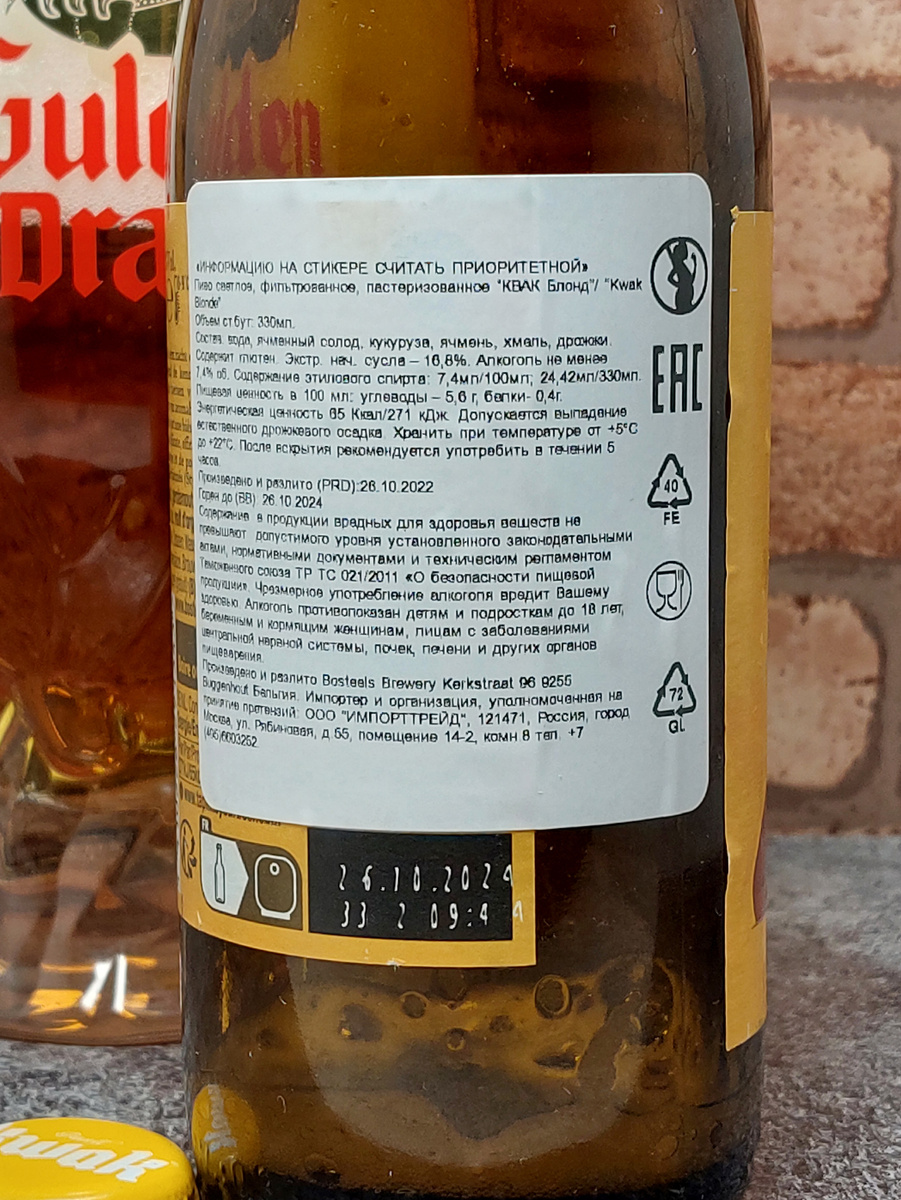 Gulden
Dra
lden
«ИНФОРМАЦИЮ НА СТИКЕРЕ СЧИТАТЬ ПРИОРИТЕТНОЙ»
Пиво светлое, фильтрованное, пастеризованное "КВАК Блонд"/ "Kwak
Blonde"
Объем ст.бут: 330мл.
Состав: вода, ячменный солод, кукуруза, ячмень, хмель, дрожжи.
Содержит глютен. Экстр. нач. сусла – 16,8%. Алкоголь не менее
7,4% об. Содержание этилового спирта: 7,4мл/100мл; 24,42мл/330мл.
Пищевая ценность в 100 мл: углеводы – 5,6 г, белки- 0,4г.
Энергетическая ценность 65 Ккал/271 кДж. Допускается выпадение
естественного дрожжевого осадка. Хранить при температуре от +5°С
до +22°С. После вскрытия рекомендуется употребить в течении 5
часов.
Произведено и разлито (PRD):26.10.2022
Годен до (BB): 26.10.2024
Содержание в продукции вредных для здоровья веществ не
превышают допустимого уровня установленного законодательными
актами, нормативными документами и техническим регламентом
Таможенного союза ТР ТС 021/2011 «О безопасности пищевой
продукции». Чрезмерное употребление алкоголя вредит Вашему
здоровью. Алкоголь противопоказан детям и подросткам до 18 лет,
беременным и кормящим женщинам, лицам с заболеваниями
центральной нервной системы, почек, печени и других органов
пищеварения.
Произведено и разлито Bosteels Brewery Kerkstraat 96 9255
Buggenhout Бельгия. Импортер и организация, уполномоченная на
принятие претензий: ООО "ИМПОРТТРЕЙД", 121471, Россия, город
Москва, ул. Рябиновая, д.55, помещение 14-2, комн 8 тел. +7
(495)6603252
EAC
40
FE
72
GL
FR
26.10.2024
33 2 09:4
kwak